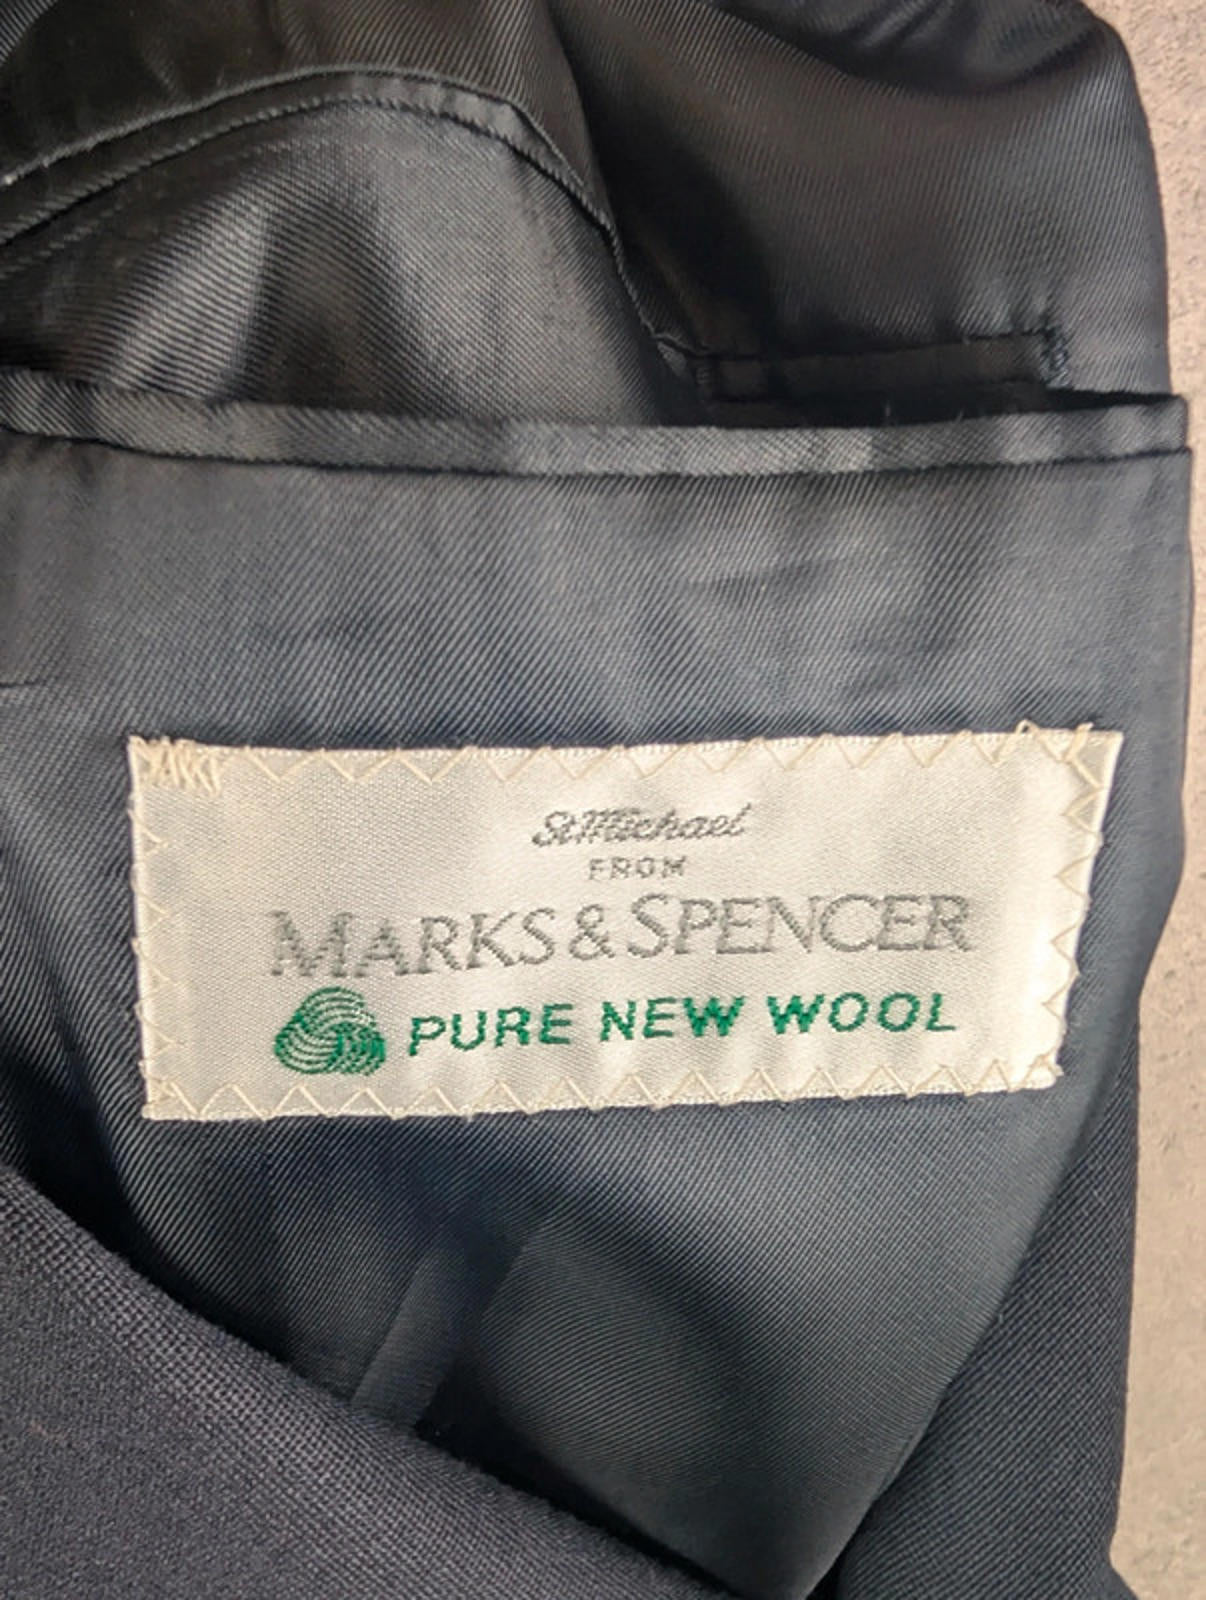 St Michael
FROM
MARKS & SPENCER
PURE NEW WOOL